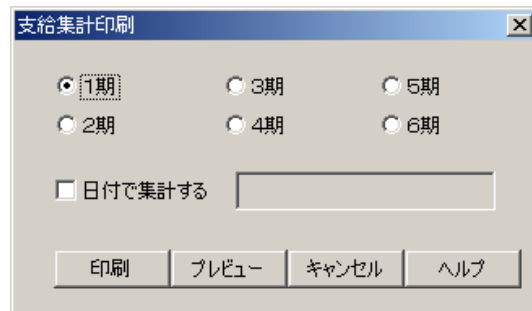 支給集計印刷
1期 3期 5期
2期 4期 6期
日付で集計する
印刷 プレビュー キャンセル ヘルプ